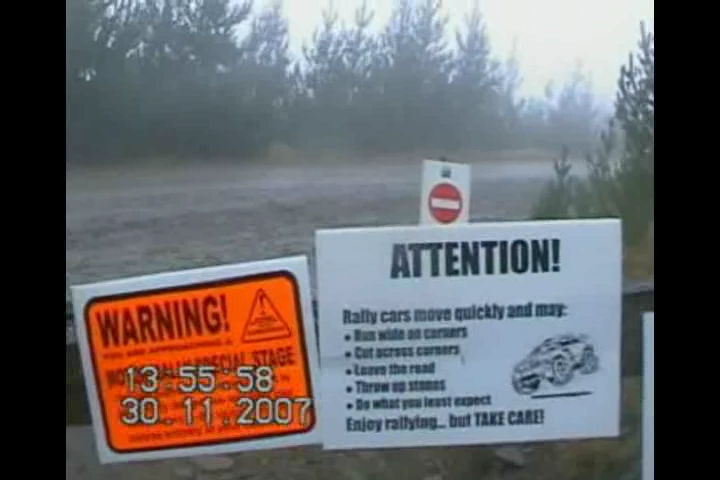 ATTENTION!
Rally cars move quickly and may:
• Run wide on corners
• Cut across corners
• Leave the road
• Throw up stones
• Do what you least expect
Enjoy rallying... but TAKE CARE!
WARNING!
SPECIAL STAGE
13:55:58
30.11.2007